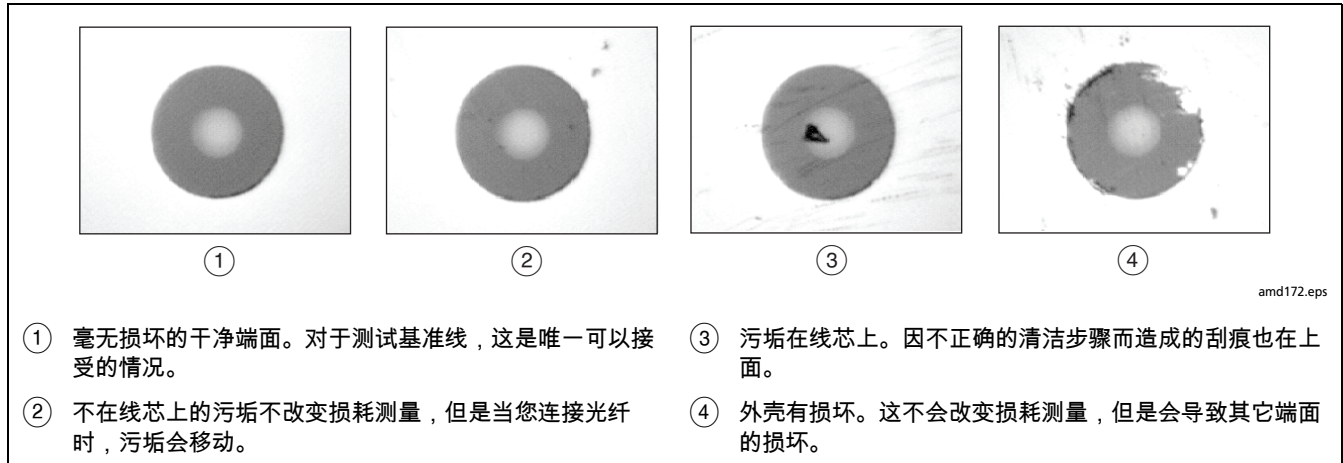 ① ② ③ ④
amd172.eps
① 毫无损坏的干净端面。对于测试基准线，这是唯一可以接
受的情况。
② 不在线芯上的污垢不改变损耗测量，但是当您连接光纤
时，污垢会移动。
③ 污垢在线芯上。因不正确的清洁步骤而造成的刮痕也在上
面。
④ 外壳有损坏。这不会改变损耗测量，但是会导致其它端面
的损坏。